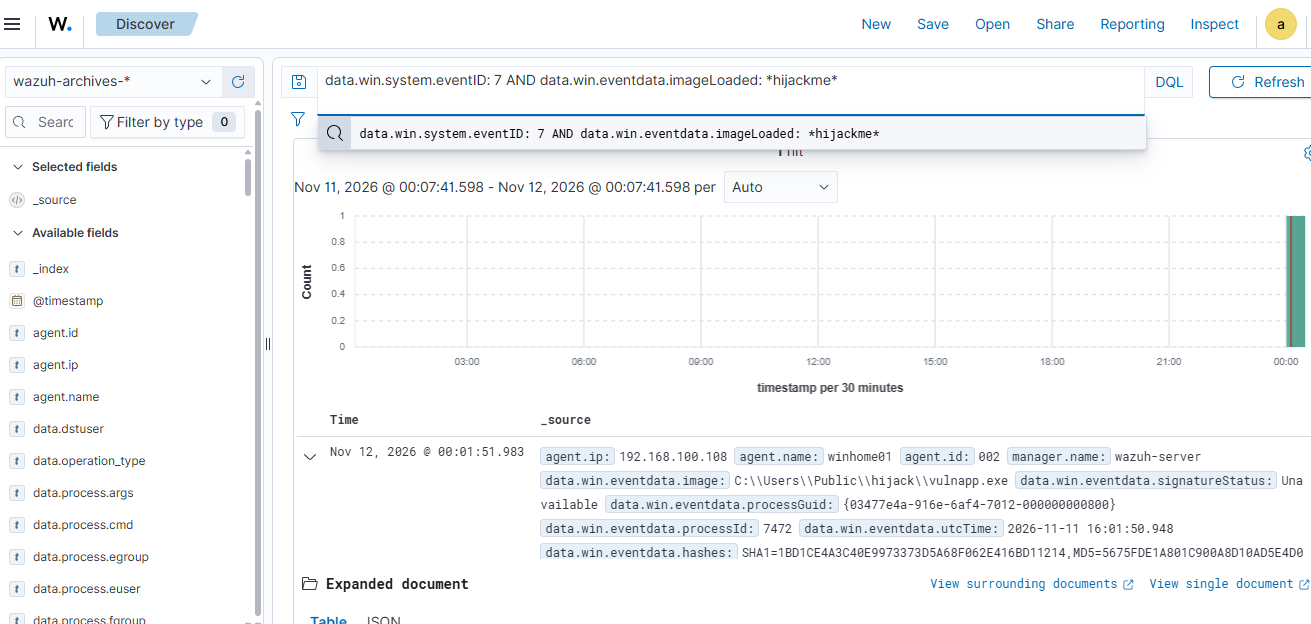 W. Discover New Save Open Share Reporting Inspect a
wazuh-archives-*
data.win.system.eventID: 7 AND data.win.eventdata.imageLoaded: *hijackme*
DQL Refresh
Searc Filter by type 0
data.win.system.eventID: 7 AND data.win.eventdata.imageLoaded: *hijackme*
1 hit
Selected fields
_source
Available fields
_index
@timestamp
agent.id
agent.ip
agent.name
data.dstuser
data.operation_type
data.process.args
data.process.cmd
data.process.egroup
data.process.euser
data.process.fgroup
Nov 11, 2026 @ 00:07:41.598 - Nov 12, 2026 @ 00:07:41.598 per Auto
Count
1
0.8
0.6
0.4
0.2
0
03:00 06:00 09:00 12:00 15:00 18:00 21:00 00:00
timestamp per 30 minutes
Time _source
Nov 12, 2026 @ 00:01:51.983 agent.ip: 192.168.100.108 agent.name: winhome01 agent.id: 002 manager.name: wazuh-server
data.win.eventdata.image: C:\\Users\\Public\\hijack\\vulnapp.exe data.win.eventdata.signatureStatus: Una
vailable data.win.eventdata.processGuid: {03477e4a-916e-6af4-7012-000000000800}
data.win.eventdata.processId: 7472 data.win.eventdata.utcTime: 2026-11-11 16:01:50.948
data.win.eventdata.hashes: SHA1=1BD1CE4A3C40E9973373D5A68F062E416BD11214,MD5=5675FDE1A801C900A8D10AD5E4D0
Expanded document View surrounding documents View single document
Table JSON